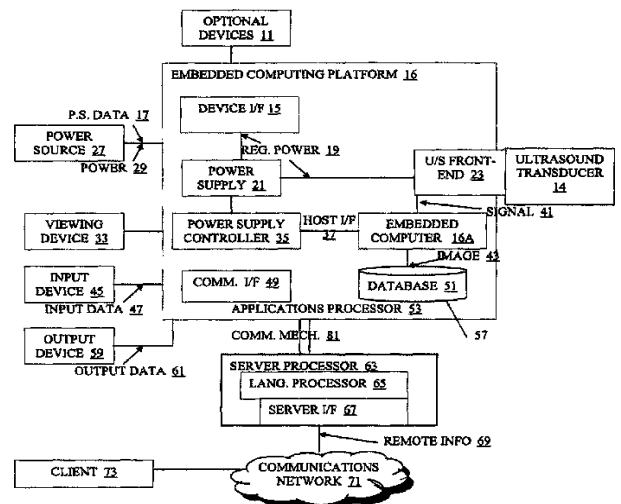 OPTIONAL
DEVICES 11
EMBEDDED COMPUTING PLATFORM 16
P.S. DATA 17
DEVICE I/F 15
POWER
SOURCE 27
POWER 29
REG. POWER 19
POWER
SUPPLY 21
U/S FRONT-
END 23
ULTRASOUND
TRANSDUCER
14
SIGNAL 41
VIEWING
DEVICE 33
POWER SUPPLY
CONTROLLER 35
HOST I/F
37
EMBEDDED
COMPUTER 16A
IMAGE 43
INPUT
DEVICE 45
INPUT DATA 47
COMM. I/F 49
DATABASE 51
APPLICATIONS PROCESSOR 53
57
OUTPUT
DEVICE 59
OUTPUT DATA 61
COMM. MECH. 81
SERVER PROCESSOR 63
LANG. PROCESSOR 65
SERVER I/F 67
REMOTE INFO 69
CLIENT 73
COMMUNICATIONS
NETWORK 71